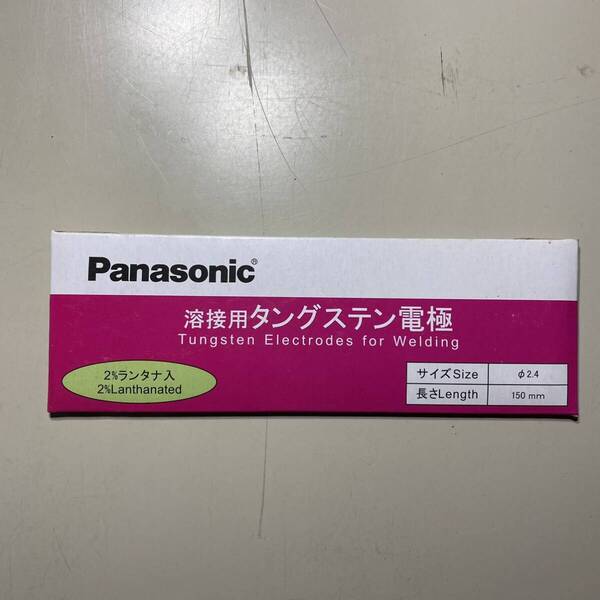 Panasonic®
溶接用タングステン電極
Tungsten Electrodes for Welding
2%ランタナ入
2%Lanthanated
サイズSize φ2.4
長さLength 150 mm